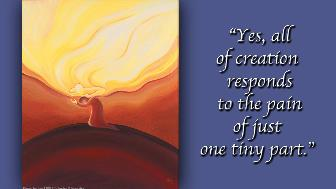 “Yes, all
of creation
responds
to the pain
of just
one tiny part.”